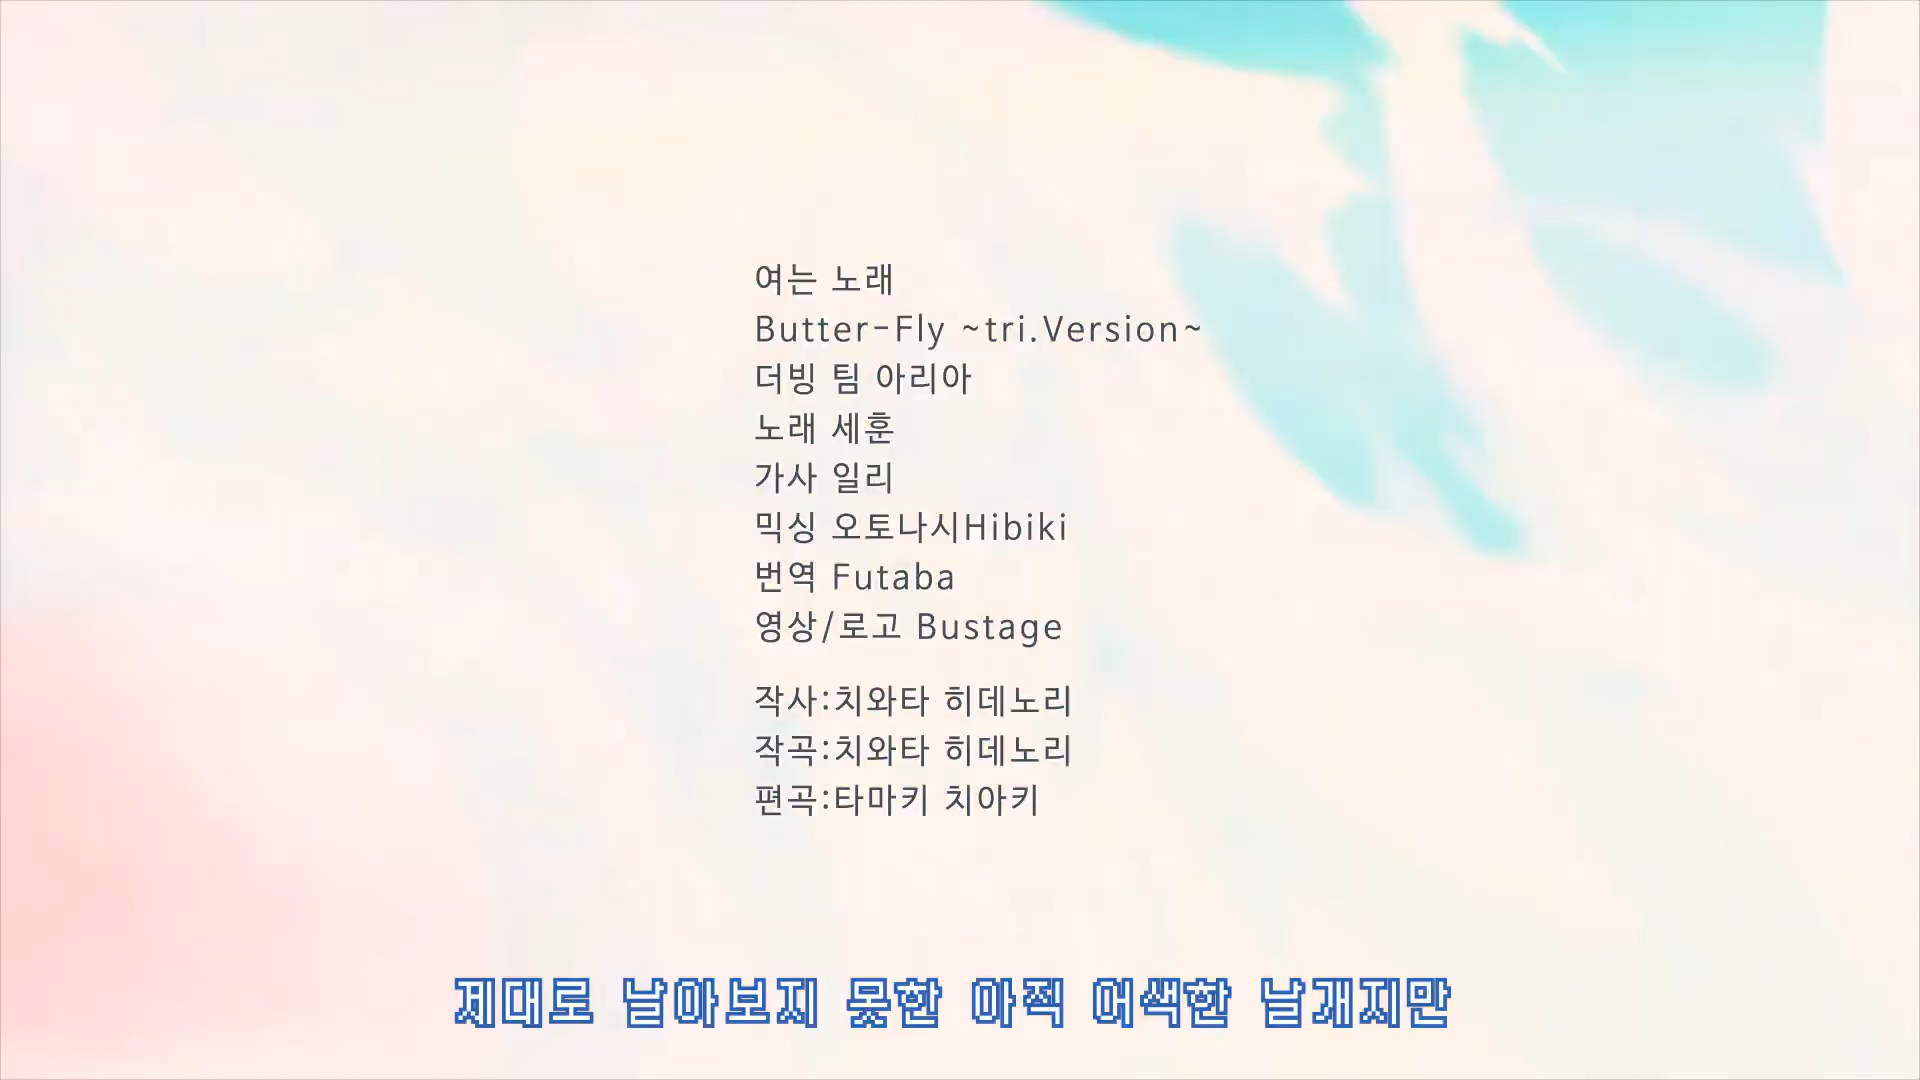 여는 노래
Butter-Fly ~tri.Version~
더빙 팀 아리아
노래 세훈
가사 일리
믹싱 오토나시Hibiki
번역 Futaba
영상/로고 Bustage
작사:치와타 히데노리
작곡:치와타 히데노리
편곡:타마키 치아키
제대로 날아보지 못한 아직 어색한 날개지만